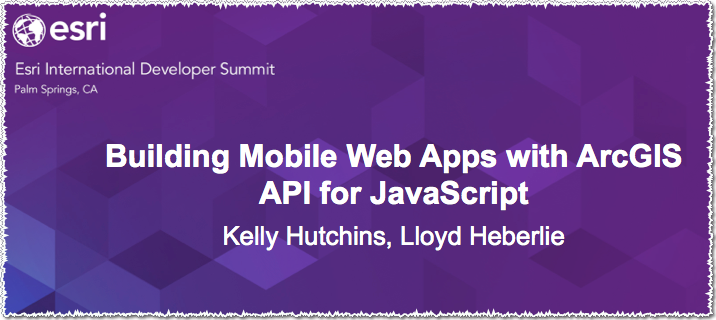 esri
Esri International Developer Summit
Palm Springs, CA
Building Mobile Web Apps with ArcGIS
API for JavaScript
Kelly Hutchins, Lloyd Heberlie